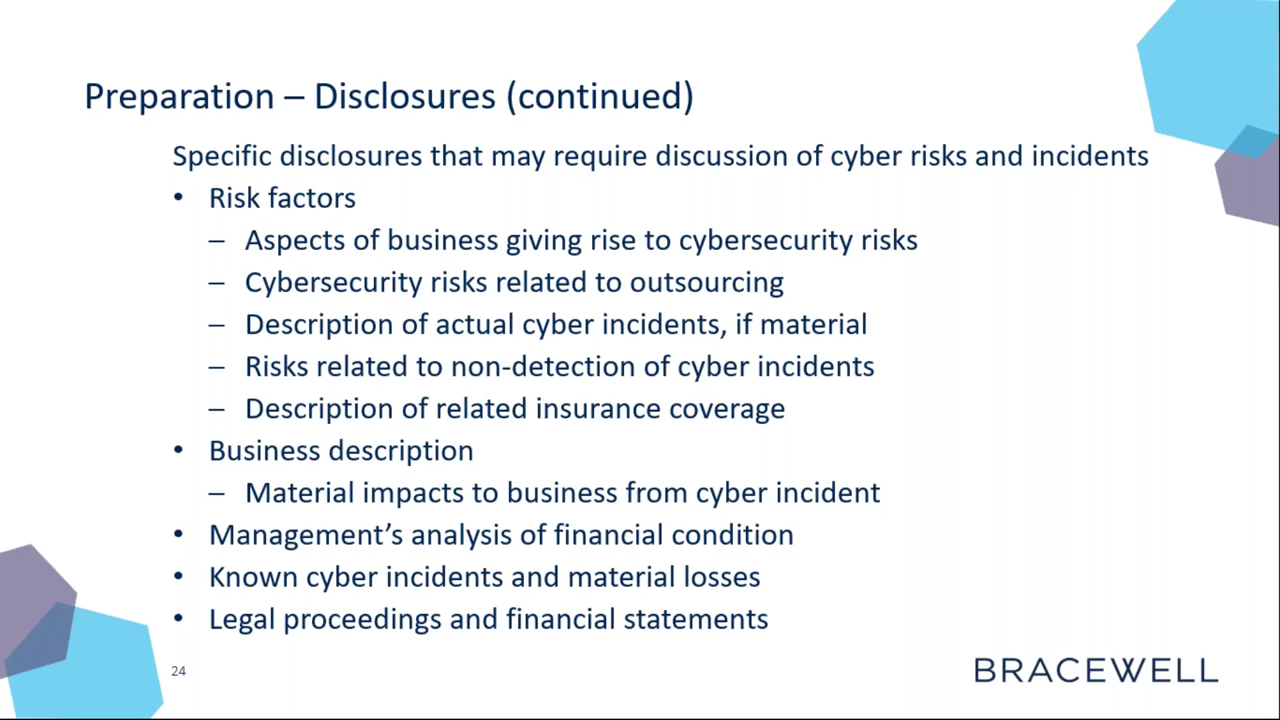 Preparation – Disclosures (continued)
Specific disclosures that may require discussion of cyber risks and incidents
• Risk factors
– Aspects of business giving rise to cybersecurity risks
– Cybersecurity risks related to outsourcing
– Description of actual cyber incidents, if material
– Risks related to non-detection of cyber incidents
– Description of related insurance coverage
• Business description
– Material impacts to business from cyber incident
• Management’s analysis of financial condition
• Known cyber incidents and material losses
• Legal proceedings and financial statements
24
BRACEWELL